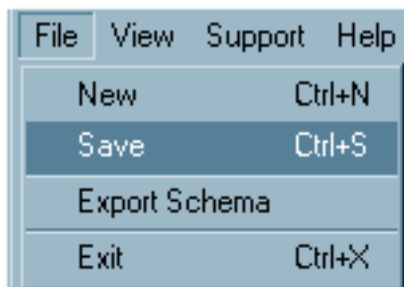 File View Support Help
New Ctrl+N
Save Ctrl+S
Export Schema
Exit Ctrl+X